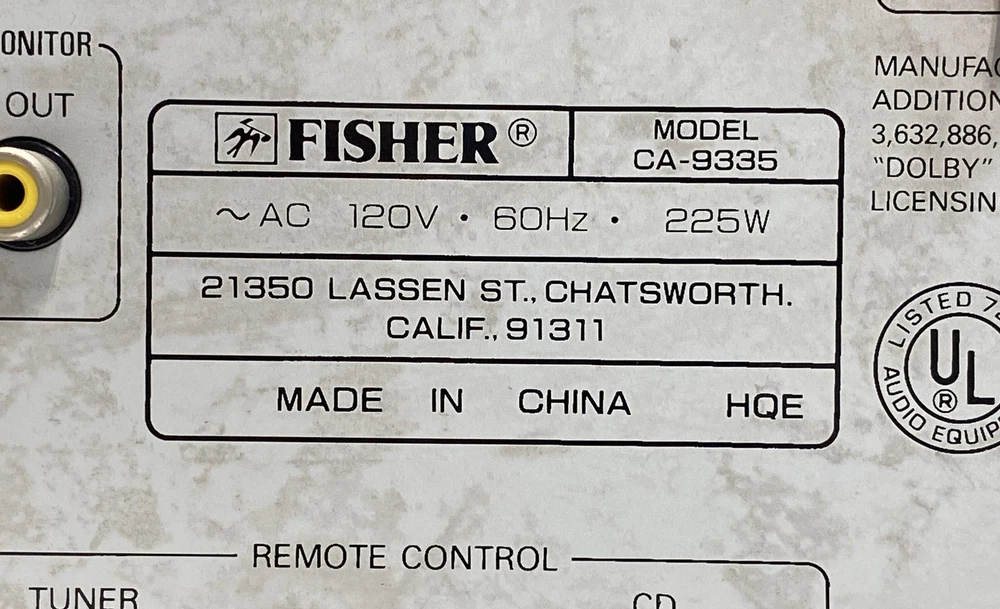 ONITOR
OUT
FISHER®
MODEL
CA-9335
~AC 120V · 60Hz · 225W
21350 LASSEN ST., CHATSWORTH.
CALIF., 91311
MADE IN CHINA HQE
MANUFAC
ADDITION
3,632,886,
"DOLBY"
LICENSIN
LISTED 7
UL®
AUDIO EQUIP
REMOTE CONTROL
TUNER
CD